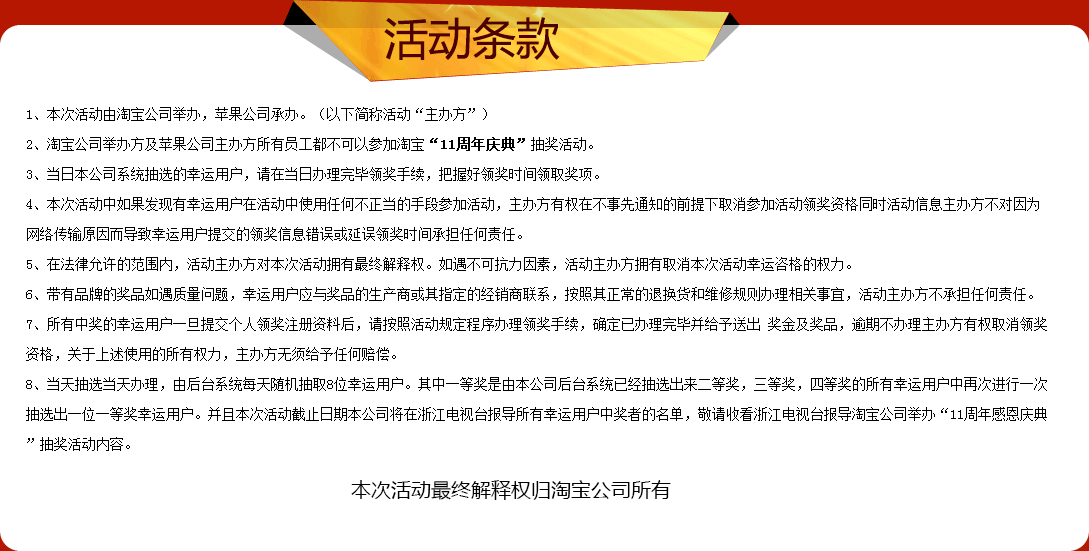 活动条款
1、本次活动由淘宝公司举办，苹果公司承办。（以下简称活动“主办方”）
2、淘宝公司举办方及苹果公司主办方所有员工都不可以参加淘宝“11周年庆典”抽奖活动。
3、当日本公司系统抽选的幸运用户，请在当日办理完毕领奖手续，把握好领奖时间领取奖项。
4、本次活动中如果发现有幸运用户在活动中使用任何不正当的手段参加活动，主办方有权在不事先通知的前提下取消参加活动领奖资格同时活动信息主办方不对因为
网络传输原因而导致幸运用户提交的领奖信息错误或延误领奖时间承担任何责任。
5、在法律允许的范围内，活动主办方对本次活动拥有最终解释权。如遇不可抗力因素，活动主办方拥有取消本次活动幸运咨格的权力。
6、带有品牌的奖品如遇质量问题，幸运用户应与奖品的生产商或其指定的经销商联系，按照其正常的退换货和维修规则办理相关事宜，活动主办方不承担任何责任。
7、所有中奖的幸运用户一旦提交个人领奖注册资料后，请按照活动规定程序办理领奖手续，确定已办理完毕并给予送出 奖金及奖品，逾期不办理主办方有权取消领奖
资格，关于上述使用的所有权力，主办方无须给予任何赔偿。
8、当天抽选当天办理，由后台系统每天随机抽取8位幸运用户。其中一等奖是由本公司后台系统已经抽选出来二等奖，三等奖，四等奖的所有幸运用户中再次进行一次
抽选出一位一等奖幸运用户。并且本次活动截止日期本公司将在浙江电视台报导所有幸运用户中奖者的名单，敬请收看浙江电视台报导淘宝公司举办“11周年感恩庆典
”抽奖活动内容。
本次活动最终解释权归淘宝公司所有